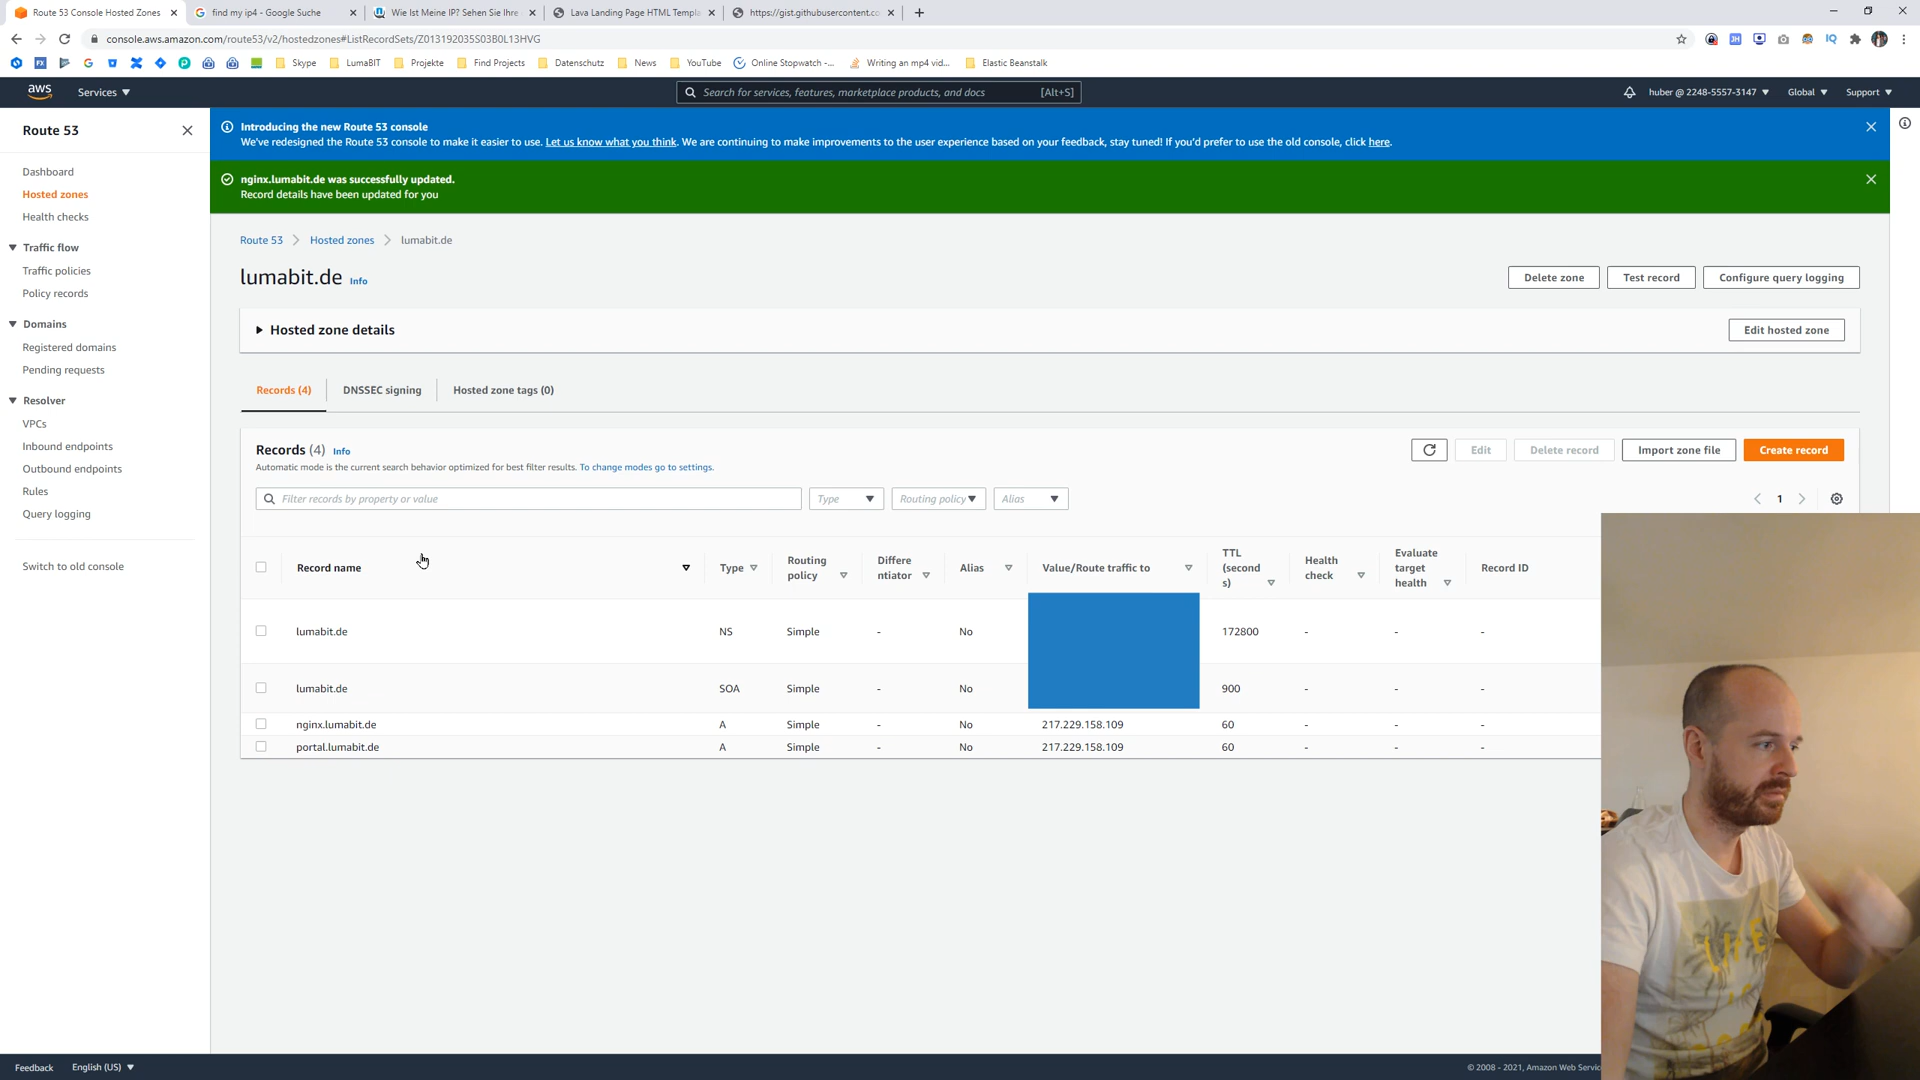 Route 53 Console Hosted Zones
find my ip4 - Google Suche
Wie Ist Meine IP? Sehen Sie Ihre
Lava Landing Page HTML Templa
https://gist.githubusercontent.co
console.aws.amazon.com/route53/v2/hostedzones#ListRecordSets/Z013192035S03B0L13HVG
Skype
LumaBIT
Projekte
Find Projects
Datenschutz
News
YouTube
Online Stopwatch -...
Writing an mp4 vid...
Elastic Beanstalk
aws
Services
Search for services, features, marketplace products, and docs [Alt+S]
huber @ 2248-5557-3147
Global
Support
Route 53
Dashboard
Hosted zones
Health checks
Traffic flow
Traffic policies
Policy records
Domains
Registered domains
Pending requests
Resolver
VPCs
Inbound endpoints
Outbound endpoints
Rules
Query logging
Switch to old console
Introducing the new Route 53 console
We've redesigned the Route 53 console to make it easier to use. Let us know what you think. We are continuing to make improvements to the user experience based on your feedback, stay tuned! If you'd prefer to use the old console, click here.
nginx.lumabit.de was successfully updated.
Record details have been updated for you
Route 53 > Hosted zones > lumabit.de
lumabit.de Info
Delete zone
Test record
Configure query logging
Hosted zone details
Edit hosted zone
Records (4)
DNSSEC signing
Hosted zone tags (0)
Records (4) Info
Automatic mode is the current search behavior optimized for best filter results. To change modes go to settings.
Edit
Delete record
Import zone file
Create record
Filter records by property or value
Type
Routing policy
Alias
1
Record name
Type
Routing
policy
Differe
ntiator
Alias
Value/Route traffic to
TTL
(second
s)
Health
check
Evaluate
target
health
Record ID
lumabit.de NS Simple - No 172800 - - -
lumabit.de SOA Simple - No 900 - - -
nginx.lumabit.de A Simple - No 217.229.158.109 60 - - -
portal.lumabit.de A Simple - No 217.229.158.109 60 - - -
LIFE
Feedback
English (US)
© 2008 - 2021, Amazon Web Servic